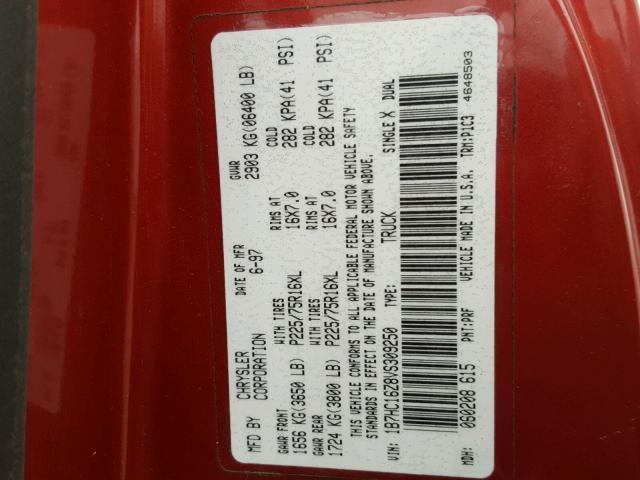 MFD BY CHRYSLER CORPORATION DATE OF MFR 6-97 GVWR 2903 KG(06400 LB)
GAWR FRONT WITH TIRES RIMS AT COLD
1656 KG(3650 LB) P225/75R16XL 16X7.0 282 KPA(41 PSI)
GAWR REAR WITH TIRES RIMS AT COLD
1724 KG(3800 LB) P225/75R16XL 16X7.0 282 KPA(41 PSI)
THIS VEHICLE CONFORMS TO ALL APPLICABLE FEDERAL MOTOR VEHICLE SAFETY
STANDARDS IN EFFECT ON THE DATE OF MANUFACTURE SHOWN ABOVE.
VIN: 1B7HC16Z8VS309250 TYPE: TRUCK SINGLE X DUAL
MDH: 060208 615 PNT:PRF VEHICLE MADE IN U.S.A. TRM:P1C3
4648503